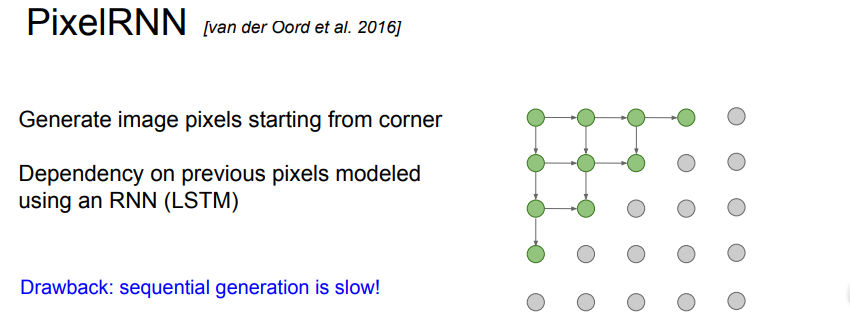 PixelRNN [van der Oord et al. 2016]
Generate image pixels starting from corner
Dependency on previous pixels modeled
using an RNN (LSTM)
Drawback: sequential generation is slow!